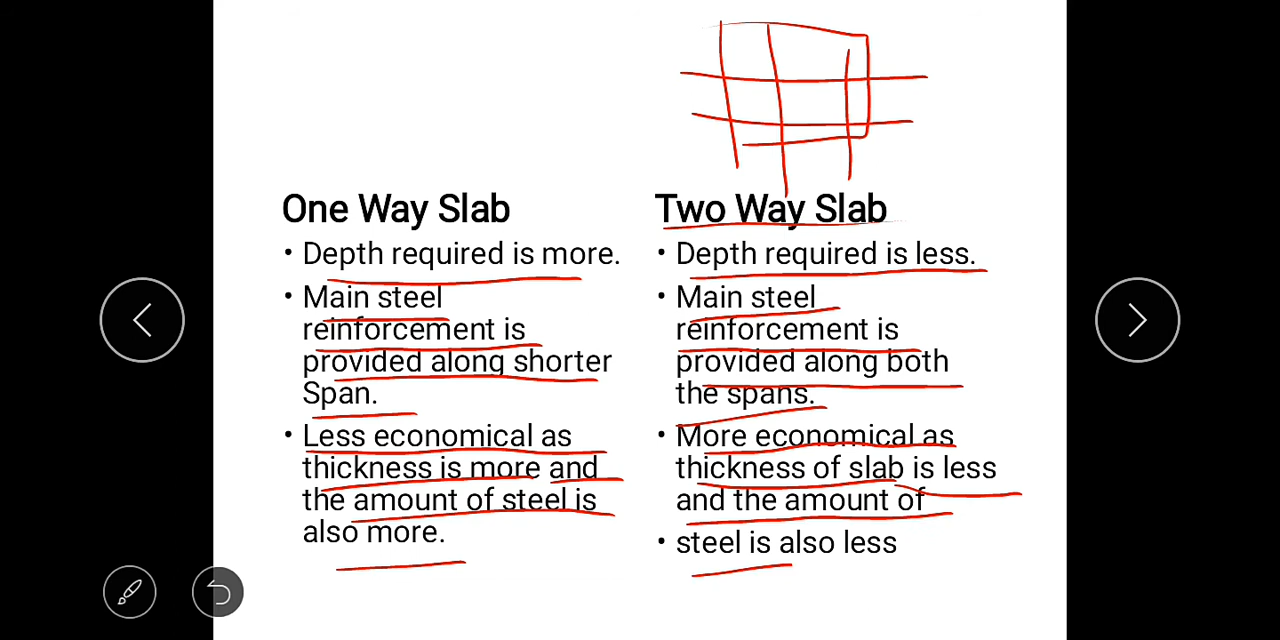 One Way Slab
• Depth required is more.
• Main steel
reinforcement is
provided along shorter
Span.
• Less economical as
thickness is more and
the amount of steel is
also more.
Two Way Slab
• Depth required is less.
• Main steel
reinforcement is
provided along both
the spans.
• More economical as
thickness of slab is less
and the amount of
• steel is also less